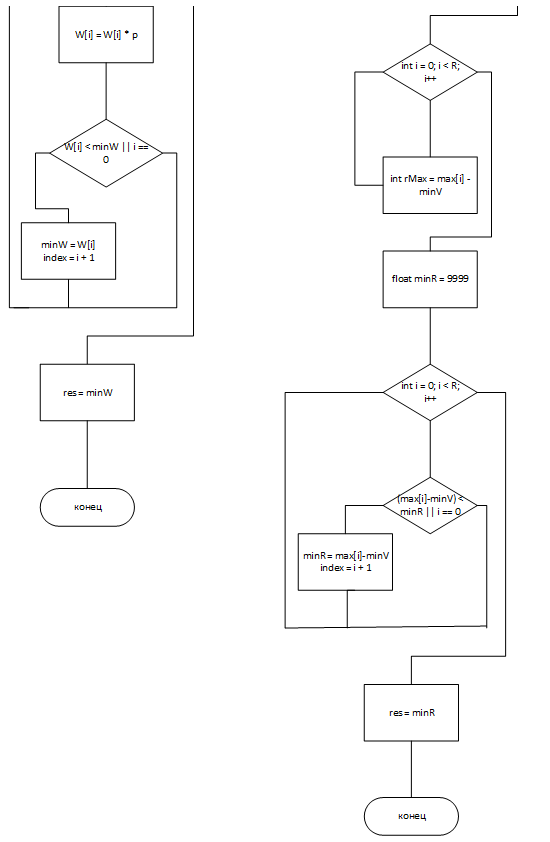 W[i] = W[i] * p
W[i] < minW || i ==
0
minW = W[i]
index = i + 1
res = minW
конец
int i = 0; i < R;
i++
int rMax = max[i] -
minV
float minR = 9999
int i = 0; i < R;
i++
(max[i]-minV) <
minR || i == 0
minR = max[i]-minV
index = i + 1
res = minR
конец